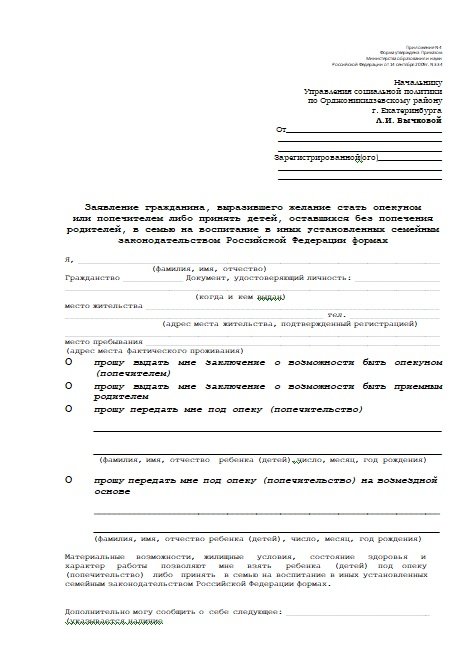 Приложение N 4
Форма утверждена Приказом
Министерства образования и науки
Российской Федерации от 14 сентября 2009г. N 334
Начальнику
Управления социальной политики
по Орджоникидзевскому району
г. Екатеринбурга
А.И. Бычковой
От
Зарегистрированной(ого)
Заявление гражданина, выразившего желание стать опекуном
или попечителем либо принять детей, оставшихся без попечения
родителей, в семью на воспитание в иных установленных семейным
законодательством Российской Федерации формах
Я,
(фамилия, имя, отчество)
Гражданство ____________ Документ, удостоверяющий личность:
(когда и кем выдан)
место жительства
тел.
(адрес места жительства, подтвержденный регистрацией)
место пребывания
(адрес места фактического проживания)
О прошу выдать мне заключение о возможности быть опекуном
(попечителем)
О прошу выдать мне заключение о возможности быть приемным
родителем
О прошу передать мне под опеку (попечительство)
(фамилия, имя, отчество ребенка (детей), число, месяц, год рождения)
О прошу передать мне под опеку (попечительство) на возмездной
основе
(фамилия, имя, отчество ребенка (детей), число, месяц, год рождения)
Материальные возможности, жилищные условия, состояние здоровья и
характер работы позволяют мне взять ребенка (детей) под опеку
(попечительство) либо принять в семью на воспитание в иных установленных
семейным законодательством Российской Федерации формах.
Дополнительно могу сообщить о себе следующее:
(указывается наличие